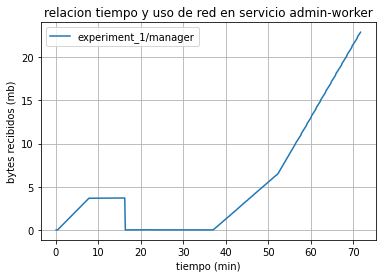 relacion tiempo y uso de red en servicio admin-worker
experiment_1/manager
bytes recibidos (mb)
20
15
10
5
0
0 10 20 30 40 50 60 70
tiempo (min)